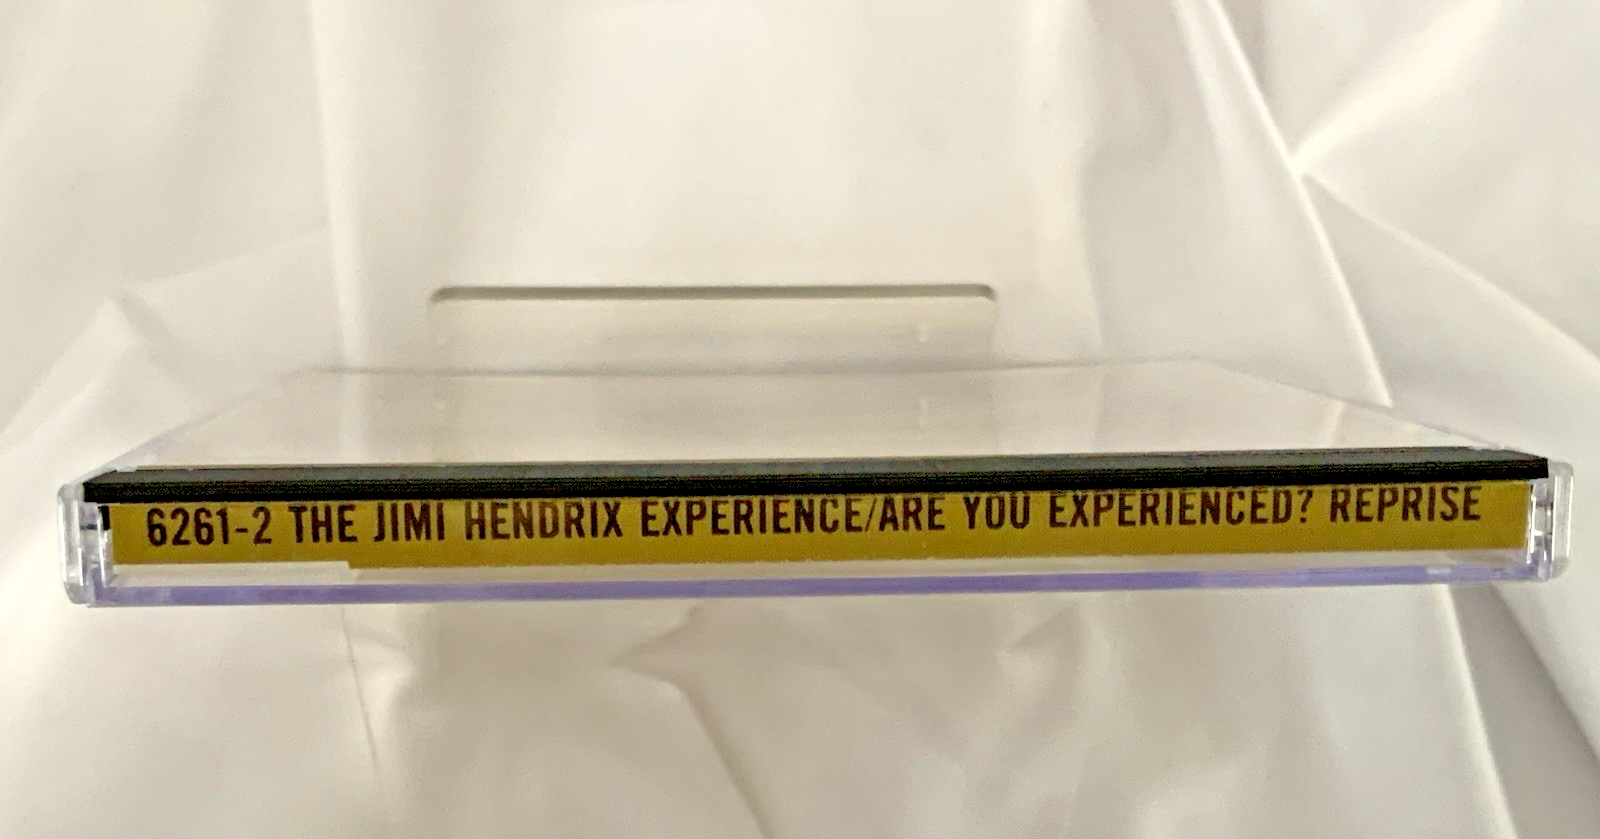 6261-2 THE JIMI HENDRIX EXPERIENCE/ARE YOU EXPERIENCED? REPRISE